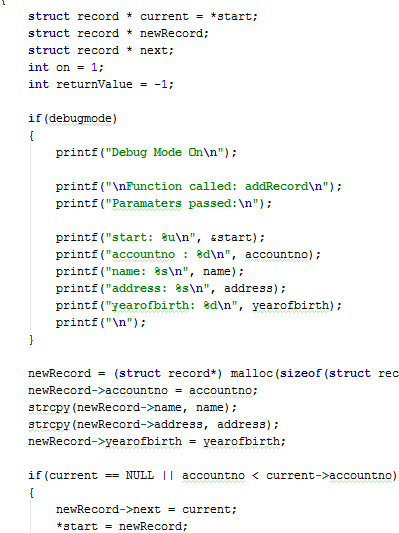 {
struct record * current = *start;
struct record * newRecord;
struct record * next;
int on = 1;
int returnValue = -1;
if(debugmode)
{
printf("Debug Mode On\n");
printf("\nFunction called: addRecord\n");
printf("Paramaters passed:\n");
printf("start: %u\n", &start);
printf("accountno : %d\n", accountno);
printf("name: %s\n", name);
printf("address: %s\n", address);
printf("yearofbirth: %d\n", yearofbirth);
printf("\n");
}
newRecord = (struct record*) malloc(sizeof(struct rec
newRecord->accountno = accountno;
strcpy(newRecord->name, name);
strcpy(newRecord->address, address);
newRecord->yearofbirth = yearofbirth;
if(current == NULL || accountno < current->accountno)
{
newRecord->next = current;
*start = newRecord;